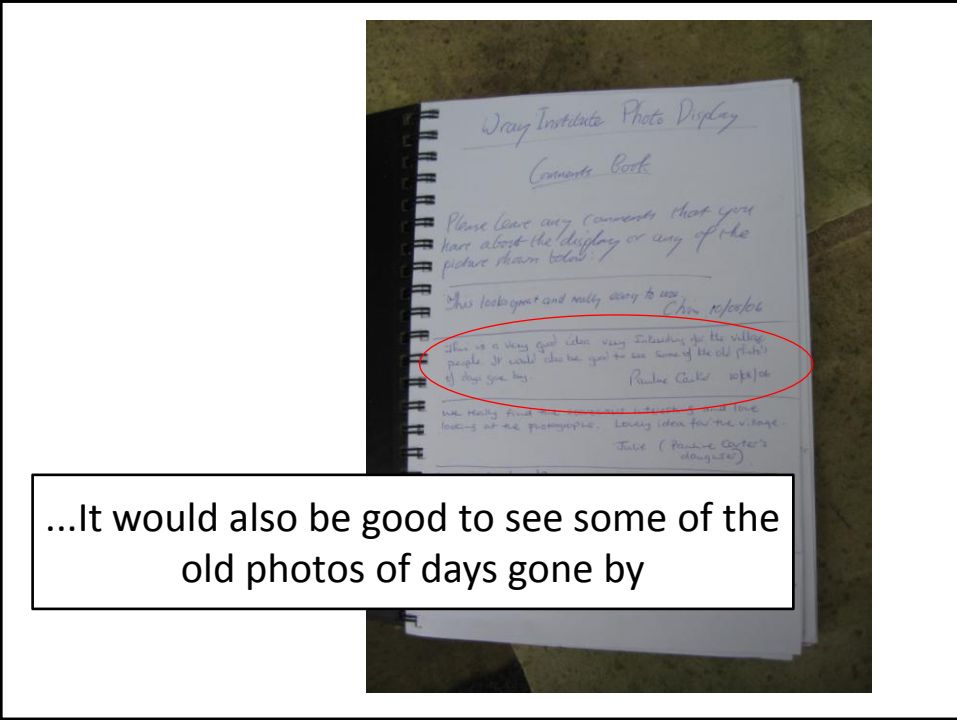 Wray Institute Photo Display
Comments Book
Please leave any comments that you
have about the display or any of the
picture shown below:
This looks great and really easy to use
Chris 10/08/06
This is a very good idea very Interesting for the village
people. It would also be good to see some of the old photo's
of days gone by.
Pauline Carter 10/08/06
We really find the interesting and love
looking at the photographs. Lovely idea for the village.
Julie (Pauline Carter's
daughter)
...It would also be good to see some of the
old photos of days gone by